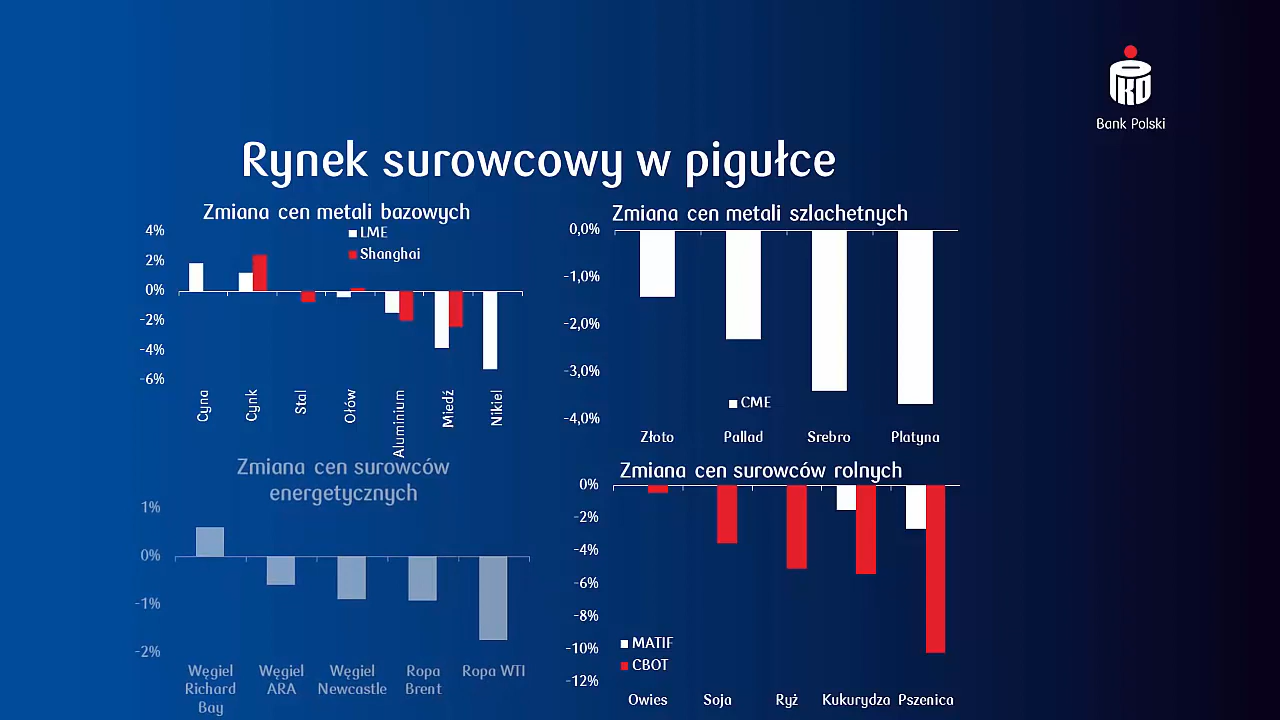 PKO
Bank Polski
Rynek surowcowy w pigułce
Zmiana cen metali bazowych
LME
Shanghai
4%
2%
0%
-2%
-4%
-6%
Cyna
Cynk
Stal
Ołów
Aluminium
Miedź
Nikiel
Zmiana cen metali szlachetnych
0,0%
-1,0%
-2,0%
-3,0%
-4,0%
CME
Złoto
Pallad
Srebro
Platyna
Zmiana cen surowców
energetycznych
1%
0%
-1%
-2%
Węgiel
Richard
Bay
Węgiel
ARA
Węgiel
Newcastle
Ropa
Brent
Ropa WTI
Zmiana cen surowców rolnych
0%
-2%
-4%
-6%
-8%
-10%
-12%
MATIF
CBOT
Owies
Soja
Ryż
Kukurydza
Pszenica